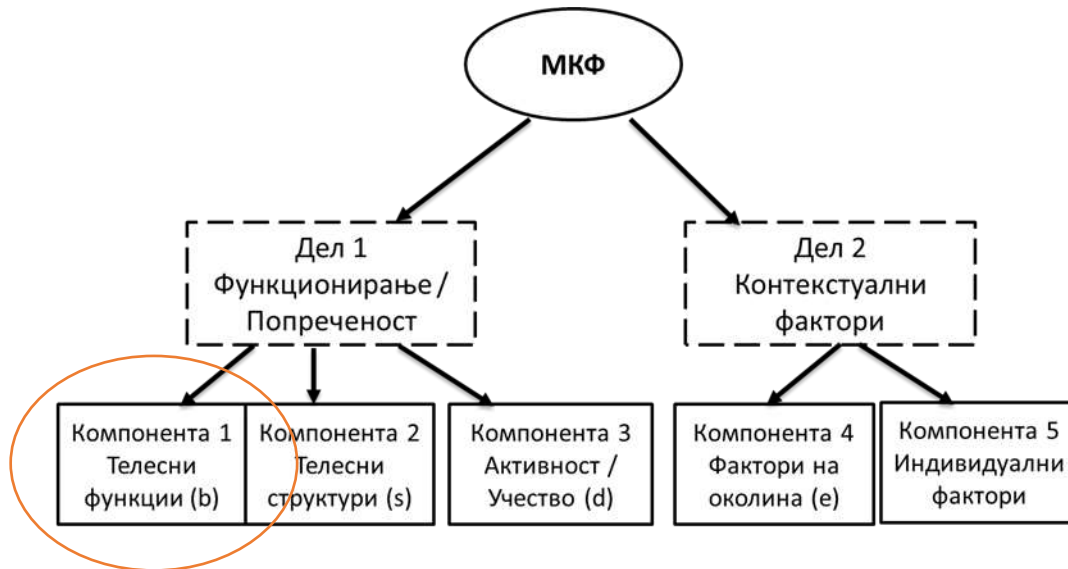 МКФ
Дел 1
Функционирање /
Попреченост
Дел 2
Контекстуални
фактори
Компонента 1
Телесни
функции (b)
Компонента 2
Телесни
структури (s)
Компонента 3
Активност /
Учество (d)
Компонента 4
Фактори на
околина (e)
Компонента 5
Индивидуални
фактори